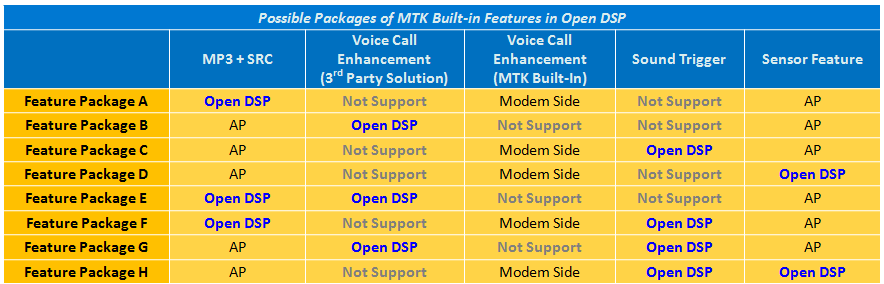 Possible Packages of MTK Built-in Features in Open DSP
MP3 + SRC
Voice Call
Enhancement
(3rd Party Solution)
Voice Call
Enhancement
(MTK Built-In)
Sound Trigger
Sensor Feature
Feature Package A Open DSP Not Support Modem Side Not Support AP
Feature Package B AP Open DSP Not Support Not Support AP
Feature Package C AP Not Support Modem Side Open DSP AP
Feature Package D AP Not Support Modem Side Not Support Open DSP
Feature Package E Open DSP Open DSP Not Support Not Support AP
Feature Package F Open DSP Not Support Modem Side Open DSP AP
Feature Package G AP Open DSP Not Support Open DSP AP
Feature Package H AP Not Support Modem Side Open DSP Open DSP